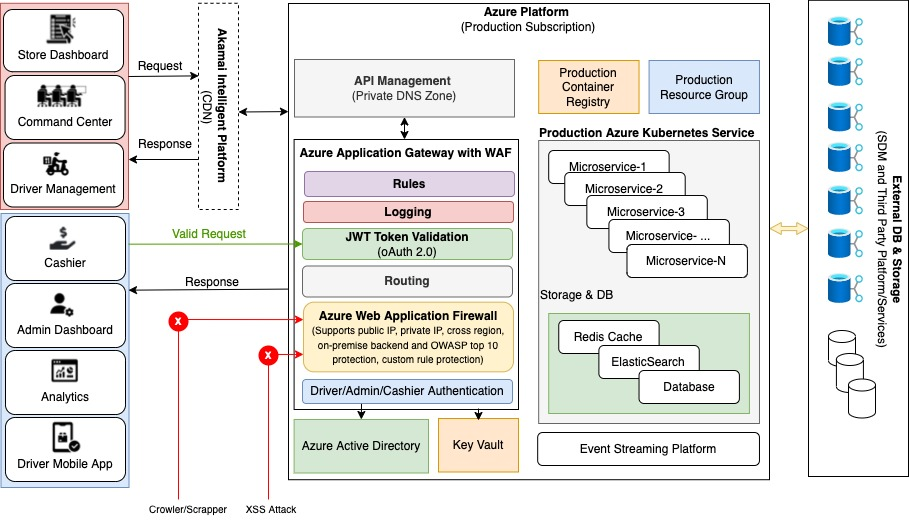 Azure Platform
(Production Subscription)
Store Dashboard
Command Center
Driver Management
Request
Response
Akamai Intelligent Platform
(CDN)
API Management
(Private DNS Zone)
Production
Container
Registry
Production
Resource Group
Azure Application Gateway with WAF
Rules
Logging
JWT Token Validation
(oAuth 2.0)
Routing
Azure Web Application Firewall
(Supports public IP, private IP, cross region,
on-premise backend and OWASP top 10
protection, custom rule protection)
Driver/Admin/Cashier Authentication
Azure Active Directory
Key Vault
Production Azure Kubernetes Service
Microservice-1
Microservice-2
Microservice-3
Microservice- ...
Microservice-N
Storage & DB
Redis Cache
ElasticSearch
Database
Event Streaming Platform
External DB & Storage
(SDM and Third Party Platform/Services)
Cashier
Admin Dashboard
Analytics
Driver Mobile App
Valid Request
Response
X
X
Crowler/Scrapper
XSS Attack